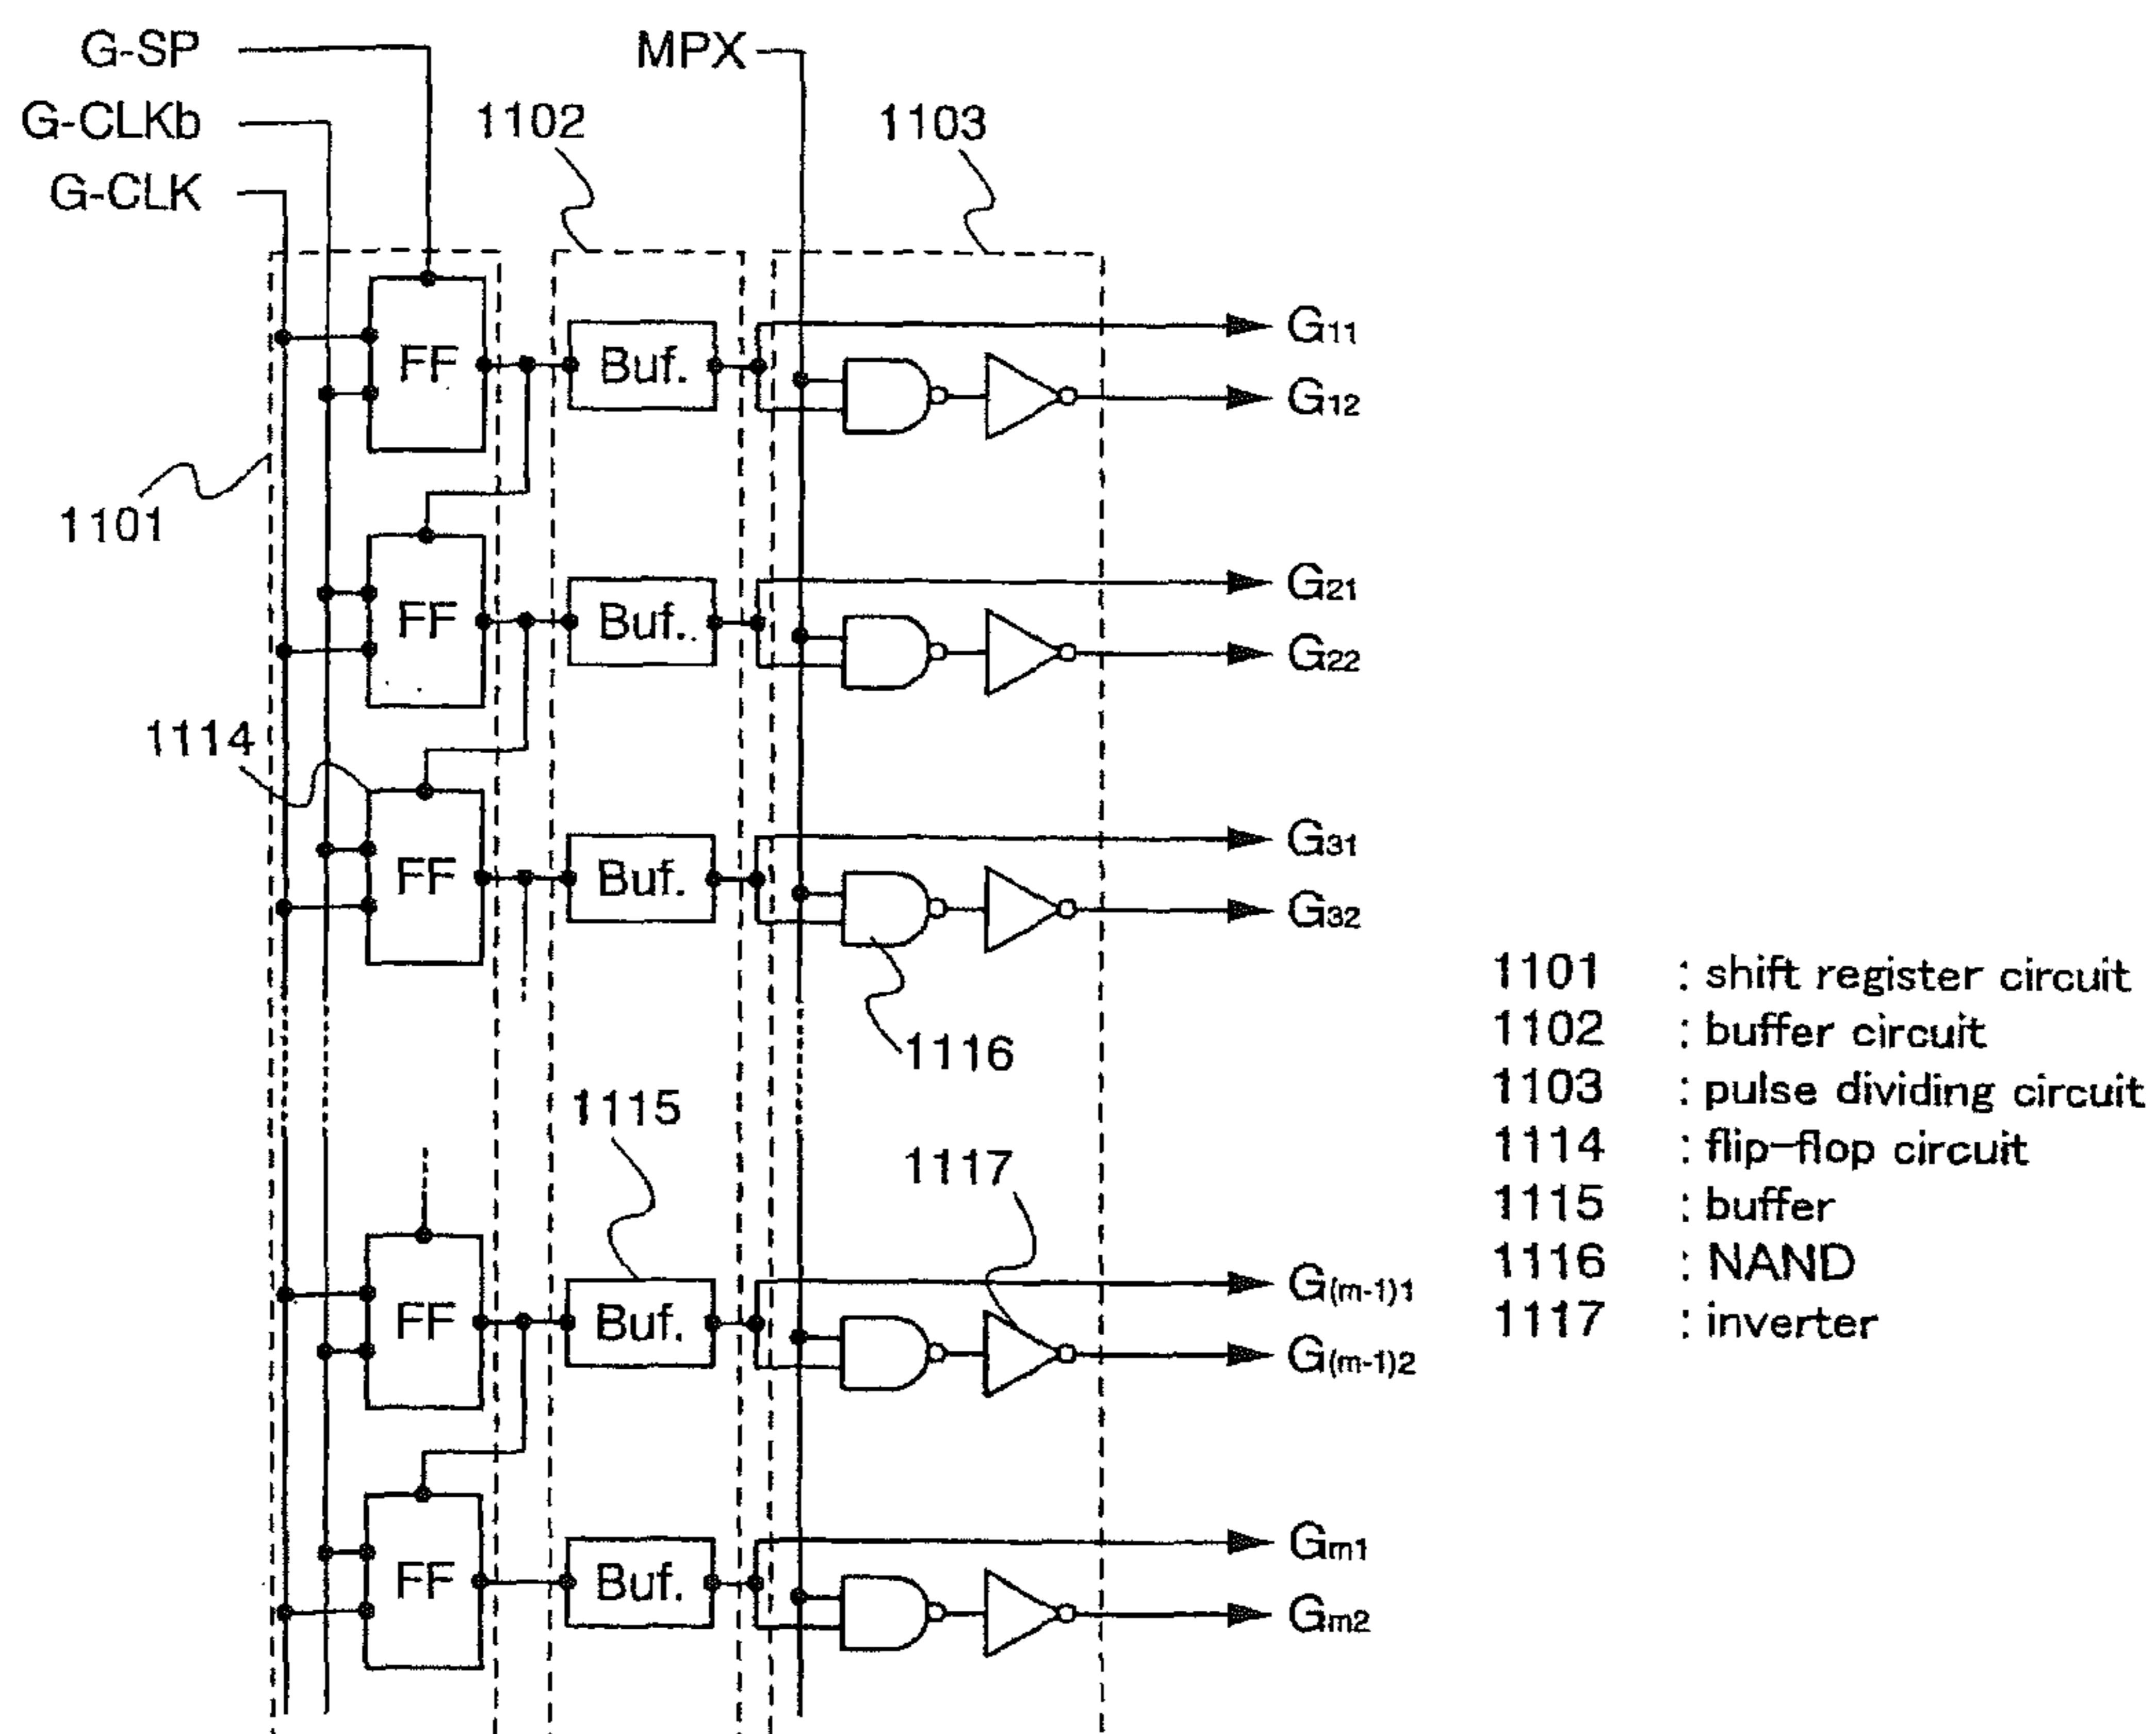 G-SP
MPX
G-CLKb
1102
1103
G-CLK
G11
FF
Buf.
G12
1101
G21
FF
Buf.
G22
1114
G31
FF
Buf.
G32
1116
1115
1117
G(m-1)1
FF
Buf.
G(m-1)2
Gm1
FF
Buf.
Gm2
1101 : shift register circuit
1102 : buffer circuit
1103 : pulse dividing circuit
1114 : flip-flop circuit
1115 : buffer
1116 : NAND
1117 : inverter